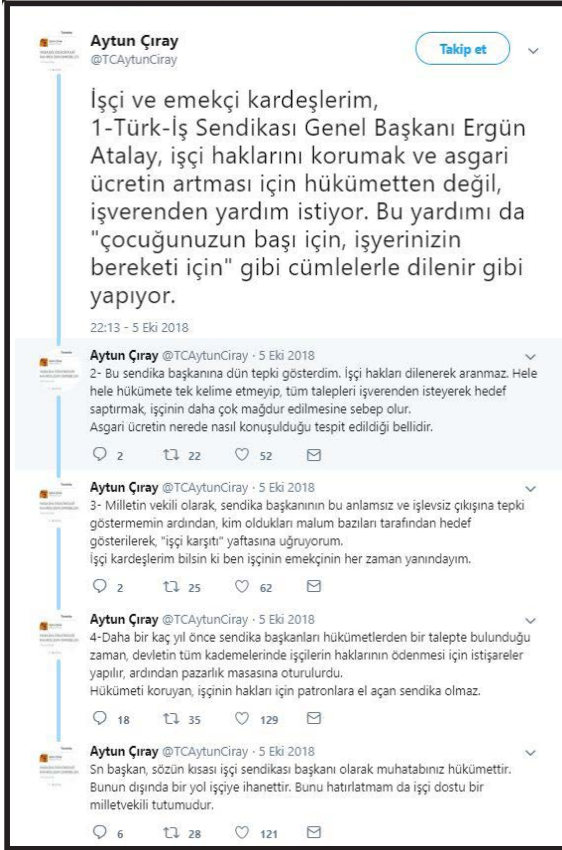 Aytun Çıray
@TCAytunCiray
Takip et
İşçi ve emekçi kardeşlerim,
1-Türk-İş Sendikası Genel Başkanı Ergün
Atalay, işçi haklarını korumak ve asgari
ücretin artması için hükümetten değil,
işverenden yardım istiyor. Bu yardımı da
"çocuğunuzun başı için, işyerinizin
bereketi için" gibi cümlelerle dilenir gibi
yapıyor.
22:13 - 5 Eki 2018
Aytun Çıray @TCAytunCiray · 5 Eki 2018
2- Bu sendika başkanına dün tepki gösterdim. İşçi hakları dilenerek aranmaz. Hele
hele hükümete tek kelime etmeyip, tüm talepleri işverenden isteyerek hedef
saptırmak, işçinin daha çok mağdur edilmesine sebep olur.
Asgari ücretin nerede nasıl konuşulduğu tespit edildiği bellidir.
2 22 52
Aytun Çıray @TCAytunCiray · 5 Eki 2018
3- Milletin vekili olarak, sendika başkanının bu anlamsız ve işlevsiz çıkışına tepki
göstermemin ardından, kim oldukları malum bazıları tarafından hedef
gösterilerek, "işçi karşıtı" yaftasına uğruyorum.
İşçi kardeşlerim bilsin ki ben işçinin emekçinin her zaman yanındayım.
2 25 62
Aytun Çıray @TCAytunCiray · 5 Eki 2018
4-Daha bir kaç yıl önce sendika başkanları hükümetlerden bir talepte bulunduğu
zaman, devletin tüm kademelerinde işçilerin haklarının ödenmesi için istişareler
yapılır, ardından pazarlık masasına oturulurdu.
Hükümeti koruyan, işçinin hakları için patronlara el açan sendika olmaz.
18 35 129
Aytun Çıray @TCAytunCiray · 5 Eki 2018
Sn başkan, sözün kısası işçi sendikası başkanı olarak muhatabınız hükümettir.
Bunun dışında bir yol işçiye ihanettir. Bunu hatırlatmam da işçi dostu bir
milletvekili tutumudur.
6 28 121